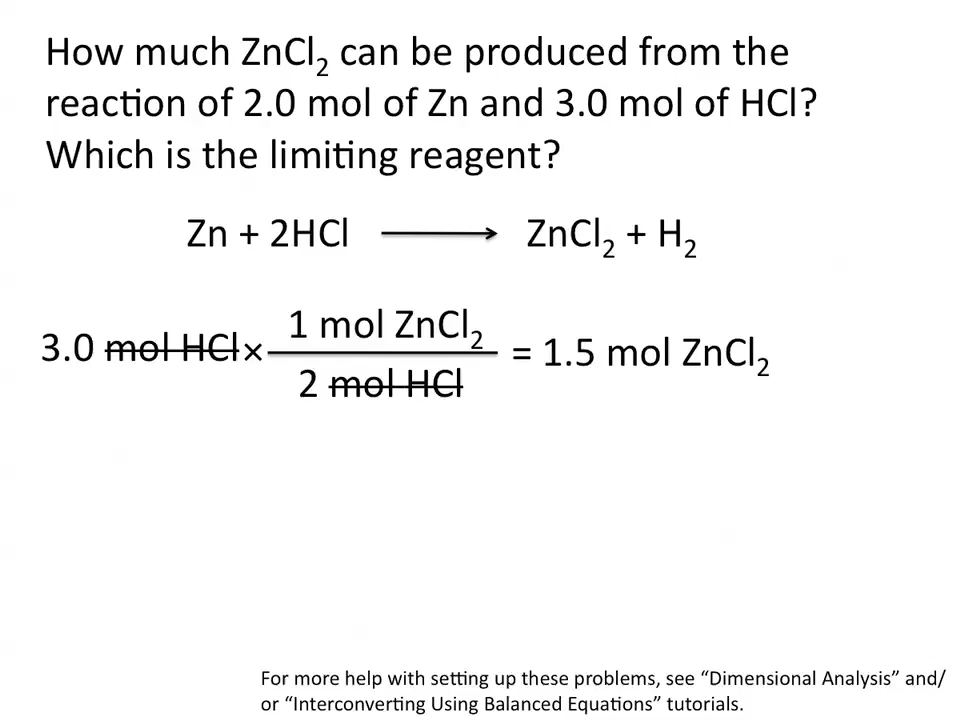 How much ZnCl₂ can be produced from the
reaction of 2.0 mol of Zn and 3.0 mol of HCl?
Which is the limiting reagent?
Zn + 2HCl ⟶ ZnCl₂ + H₂
1 mol ZnCl₂
3.0 mol HCl × = 1.5 mol ZnCl₂
2 mol HCl
For more help with setting up these problems, see “Dimensional Analysis” and/
or “Interconverting Using Balanced Equations” tutorials.